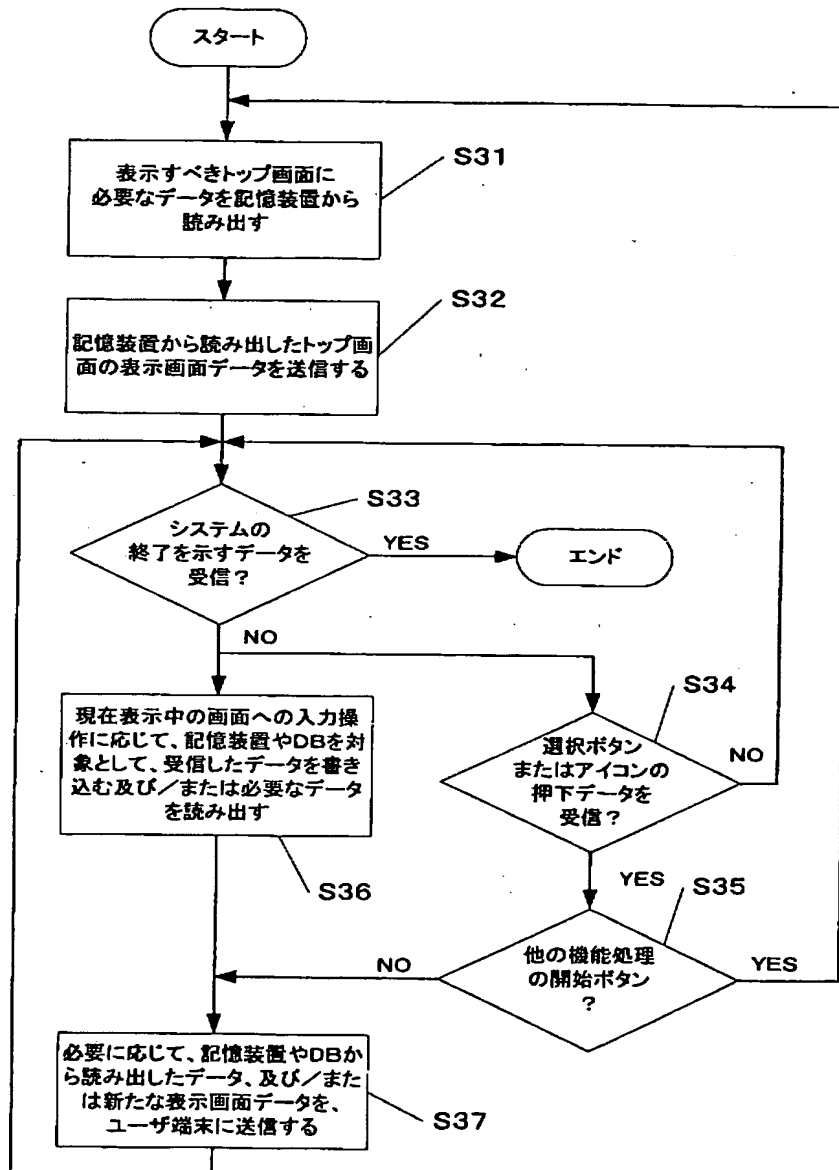 スタート
S31
表示すべきトップ画面に
必要なデータを記憶装置から
読み出す
S32
記憶装置から読み出したトップ画
面の表示画面データを送信する
S33
システムの
終了を示すデータを
受信？
YES
エンド
NO
S34
現在表示中の画面への入力操
作に応じて、記憶装置やDBを対
象として、受信したデータを書き
込む及び／または必要なデータ
を読み出す
選択ボタン
またはアイコンの
押下データを
受信？
NO
S36
YES
S35
他の機能処理
の開始ボタン
？
NO
YES
必要に応じて、記憶装置やDBか
ら読み出したデータ、及び／また
は新たな表示画面データを、
ユーザ端末に送信する
S37